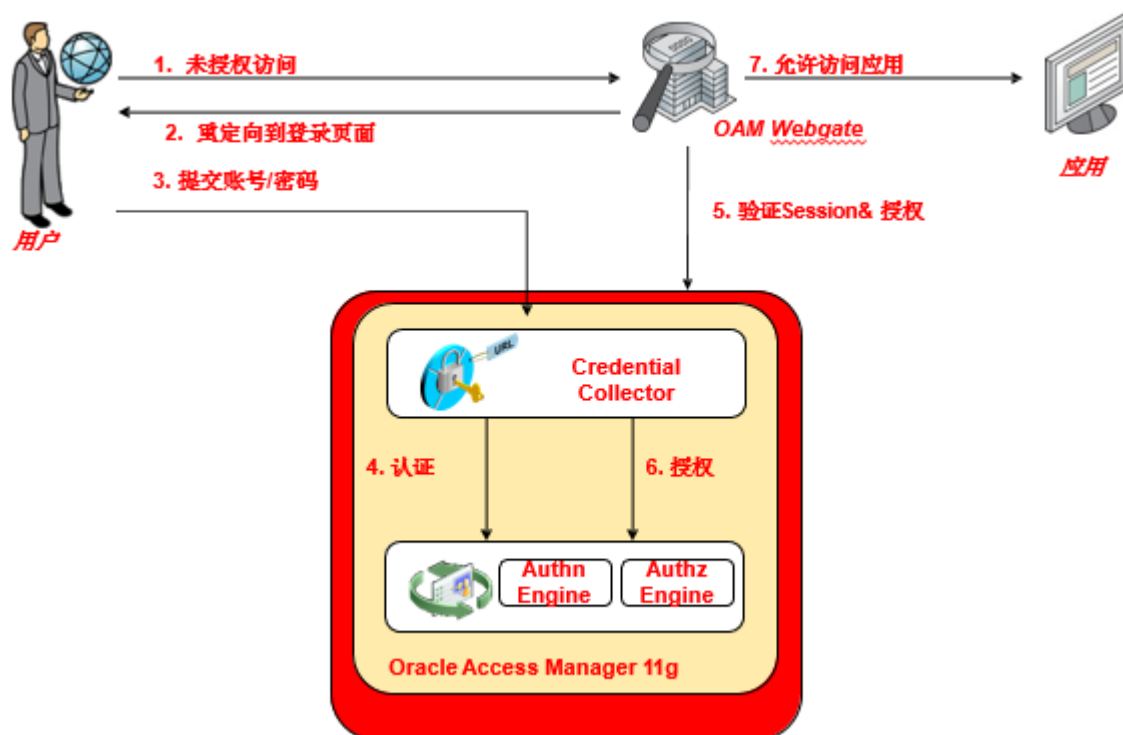 1. 未授权访问
7. 允许访问应用
2. 重定向到登录页面
OAM Webgate
应用
3. 提交账号/密码
5. 验证Session& 授权
用户
URL
Credential
Collector
4. 认证
6. 授权
Authn
Engine
Authz
Engine
Oracle Access Manager 11g